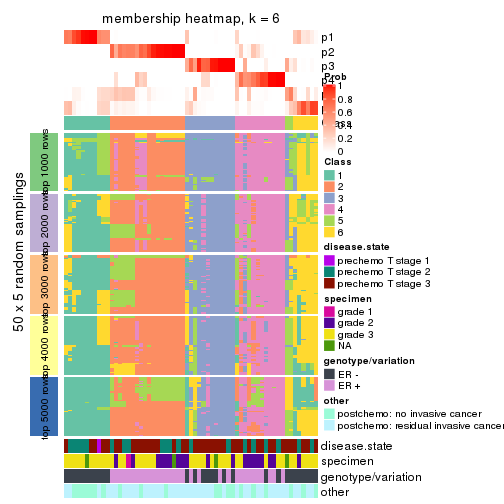 membership heatmap, k = 6
p1
p2
p3
p4
Prob
1
0.8
0.6
0.4
0.2
0
Class
1
2
3
4
5
6
disease.state
prechemo T stage 1
prechemo T stage 2
prechemo T stage 3
specimen
grade 1
grade 2
grade 3
NA
genotype/variation
ER -
ER +
other
postchemo: no invasive cancer
postchemo: residual invasive cancer
50 x 5 random samplings
top 1000 rows
top 2000 rows
top 3000 rows
top 4000 rows
top 5000 rows
disease.state
specimen
genotype/variation
other